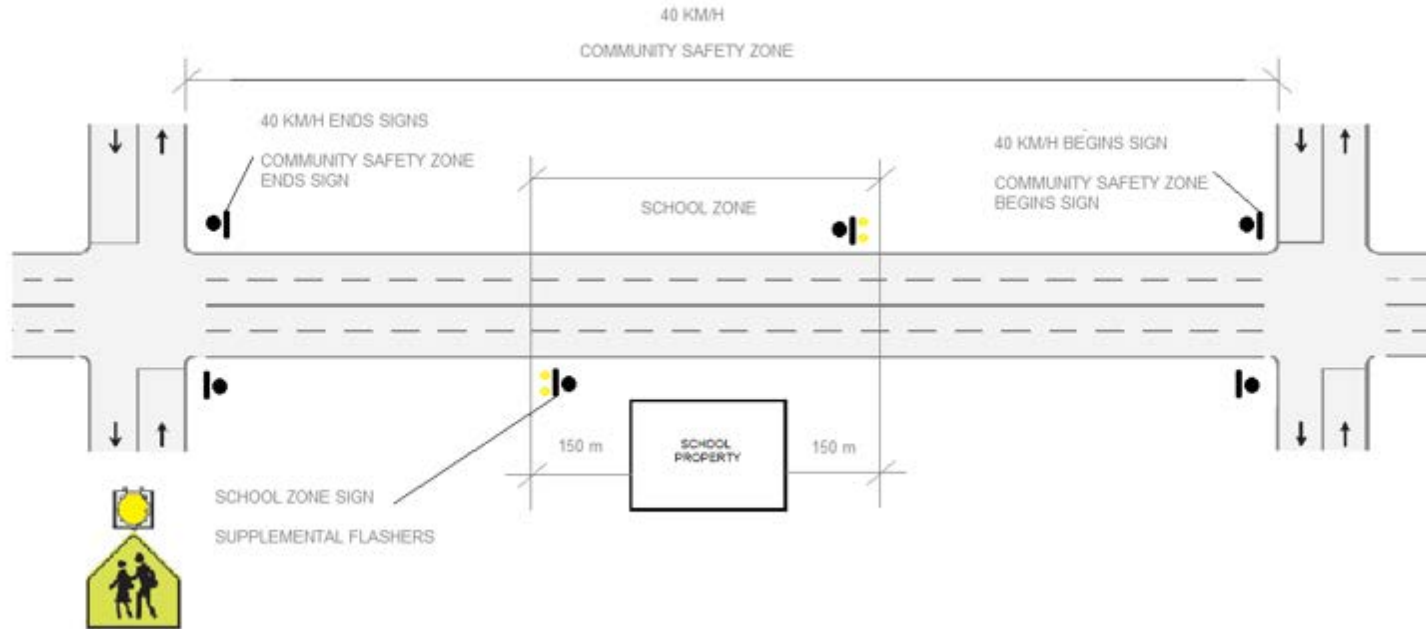 40 KM/H
COMMUNITY SAFETY ZONE
40 KM/H ENDS SIGNS
COMMUNITY SAFETY ZONE
ENDS SIGN
40 KM/H BEGINS SIGN
COMMUNITY SAFETY ZONE
BEGINS SIGN
SCHOOL ZONE
150 m
SCHOOL
PROPERTY
150 m
SCHOOL ZONE SIGN
SUPPLEMENTAL FLASHERS